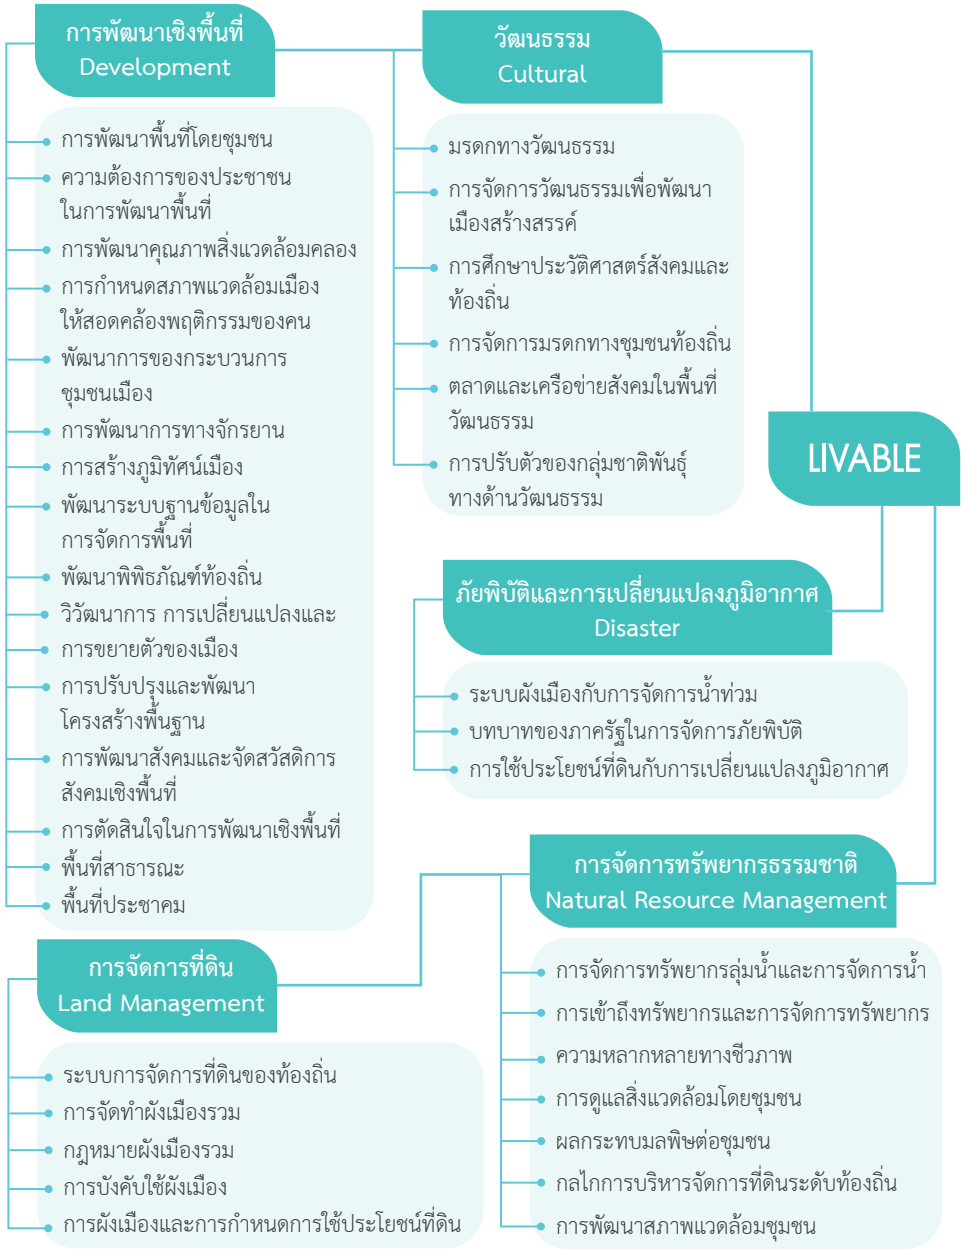 การพัฒนาเชิงพื้นที่
Development
การพัฒนาพื้นที่โดยชุมชน
ความต้องการของประชาชน
ในการพัฒนาพื้นที่
การพัฒนาคุณภาพสิ่งแวดล้อมคลอง
การกำหนดสภาพแวดล้อมเมือง
ให้สอดคล้องพฤติกรรมของคน
พัฒนาการของกระบวนการ
ชุมชนเมือง
การพัฒนาการทางจักรยาน
การสร้างภูมิทัศน์เมือง
พัฒนาระบบฐานข้อมูลใน
การจัดการพื้นที่
พัฒนาพิพิธภัณฑ์ท้องถิ่น
วิวัฒนาการ การเปลี่ยนแปลงและ
การขยายตัวของเมือง
การปรับปรุงและพัฒนา
โครงสร้างพื้นฐาน
การพัฒนาสังคมและจัดสวัสดิการ
สังคมเชิงพื้นที่
การตัดสินใจในการพัฒนาเชิงพื้นที่
พื้นที่สาธารณะ
พื้นที่ประชาคม
วัฒนธรรม
Cultural
มรดกทางวัฒนธรรม
การจัดการวัฒนธรรมเพื่อพัฒนา
เมืองสร้างสรรค์
การศึกษาประวัติศาสตร์สังคมและ
ท้องถิ่น
การจัดการมรดกทางชุมชนท้องถิ่น
ตลาดและเครือข่ายสังคมในพื้นที่
วัฒนธรรม
การปรับตัวของกลุ่มชาติพันธุ์
ทางด้านวัฒนธรรม
LIVABLE
ภัยพิบัติและการเปลี่ยนแปลงภูมิอากาศ
Disaster
ระบบผังเมืองกับการจัดการน้ำท่วม
บทบาทของภาครัฐในการจัดการภัยพิบัติ
การใช้ประโยชน์ที่ดินกับการเปลี่ยนแปลงภูมิอากาศ
การจัดการทรัพยากรธรรมชาติ
Natural Resource Management
การจัดการทรัพยากรลุ่มน้ำและการจัดการน้ำ
การเข้าถึงทรัพยากรและการจัดการทรัพยากร
ความหลากหลายทางชีวภาพ
การดูแลสิ่งแวดล้อมโดยชุมชน
ผลกระทบมลพิษต่อชุมชน
กลไกการบริหารจัดการที่ดินระดับท้องถิ่น
การพัฒนาสภาพแวดล้อมชุมชน
การจัดการที่ดิน
Land Management
ระบบการจัดการที่ดินของท้องถิ่น
การจัดทำผังเมืองรวม
กฎหมายผังเมืองรวม
การบังคับใช้ผังเมือง
การผังเมืองและการกำหนดการใช้ประโยชน์ที่ดิน